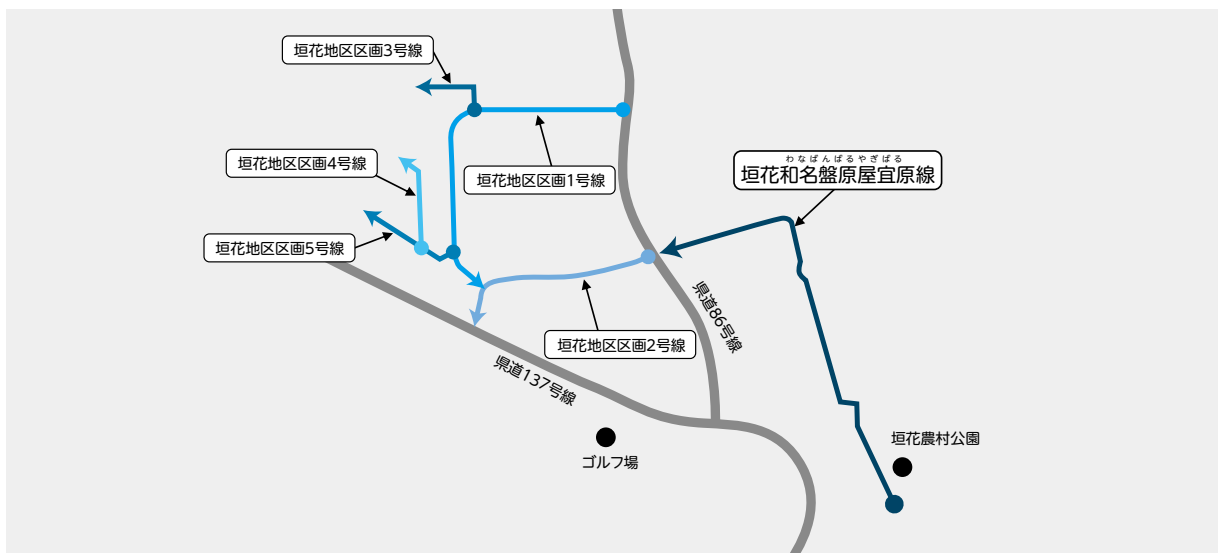 垣花地区区画3号線
わなばんばるやぎばる
垣花和名盤原屋宜原線
垣花地区区画4号線
垣花地区区画1号線
垣花地区区画5号線
県道86号線
垣花地区区画2号線
県道137号線
垣花農村公園
ゴルフ場